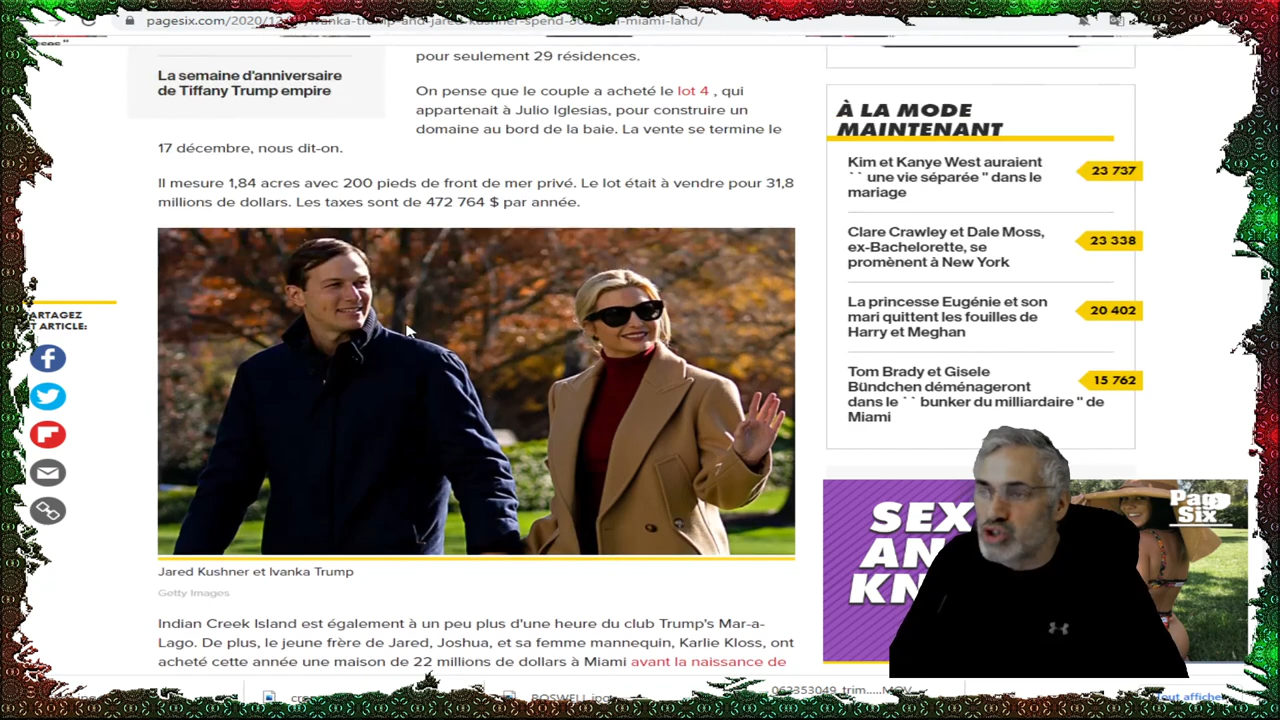 pagesix.com/2020/12/
trump-and-jared-kushner-spend
miami-land/
pour seulement 29 résidences.
La semaine d'anniversaire
de Tiffany Trump empire
On pense que le couple a acheté le lot 4 , qui
appartenait à Julio Iglesias, pour construire un
domaine au bord de la baie. La vente se termine le
17 décembre, nous dit-on.
Il mesure 1,84 acres avec 200 pieds de front de mer privé. Le lot était à vendre pour 31,8
millions de dollars. Les taxes sont de 472 764 $ par année.
ARTAGEZ
ET ARTICLE:
Jared Kushner et Ivanka Trump
Getty Images
Indian Creek Island est également à un peu plus d'une heure du club Trump's Mar-a-
Lago. De plus, le jeune frère de Jared, Joshua, et sa femme mannequin, Karlie Kloss, ont
acheté cette année une maison de 22 millions de dollars à Miami avant la naissance de
À LA MODE
MAINTENANT
Kim et Kanye West auraient
`` une vie séparée '' dans le
mariage
23 737
Clare Crawley et Dale Moss,
ex-Bachelorette, se
promènent à New York
23 338
La princesse Eugénie et son
mari quittent les fouilles de
Harry et Meghan
20 402
Tom Brady et Gisele
Bündchen déménageront
dans le `` bunker du milliardaire '' de
Miami
15 762
SEX
AN
KN
Page
Six
BOSWELL.jpg
063353049_trim.....MOV
tout affiche